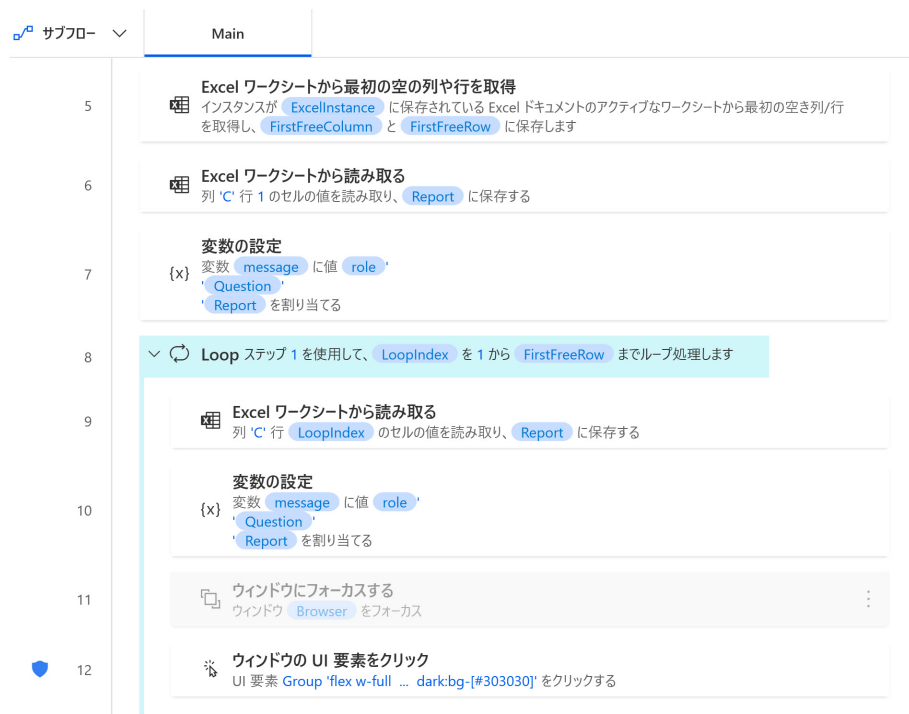 サブフロー
Main
5
Excel ワークシートから最初の空の列や行を取得
インスタンスが ExcelInstance に保存されている Excel ドキュメントのアクティブなワークシートから最初の空き列/行
を取得し、 FirstFreeColumn と FirstFreeRow に保存します
6
Excel ワークシートから読み取る
列 'C' 行 1 のセルの値を読み取り、 Report に保存する
7
{x}
変数の設定
変数 message に値 role '
' Question '
' Report を割り当てる
8
Loop ステップ 1 を使用して、 LoopIndex を 1 から FirstFreeRow までループ処理します
9
Excel ワークシートから読み取る
列 'C' 行 LoopIndex のセルの値を読み取り、 Report に保存する
10
{x}
変数の設定
変数 message に値 role '
' Question '
' Report を割り当てる
11
ウィンドウにフォーカスする
ウィンドウ Browser をフォーカス
12
ウィンドウの UI 要素をクリック
UI 要素 Group 'flex w-full ... dark:bg-[#303030]' をクリックする